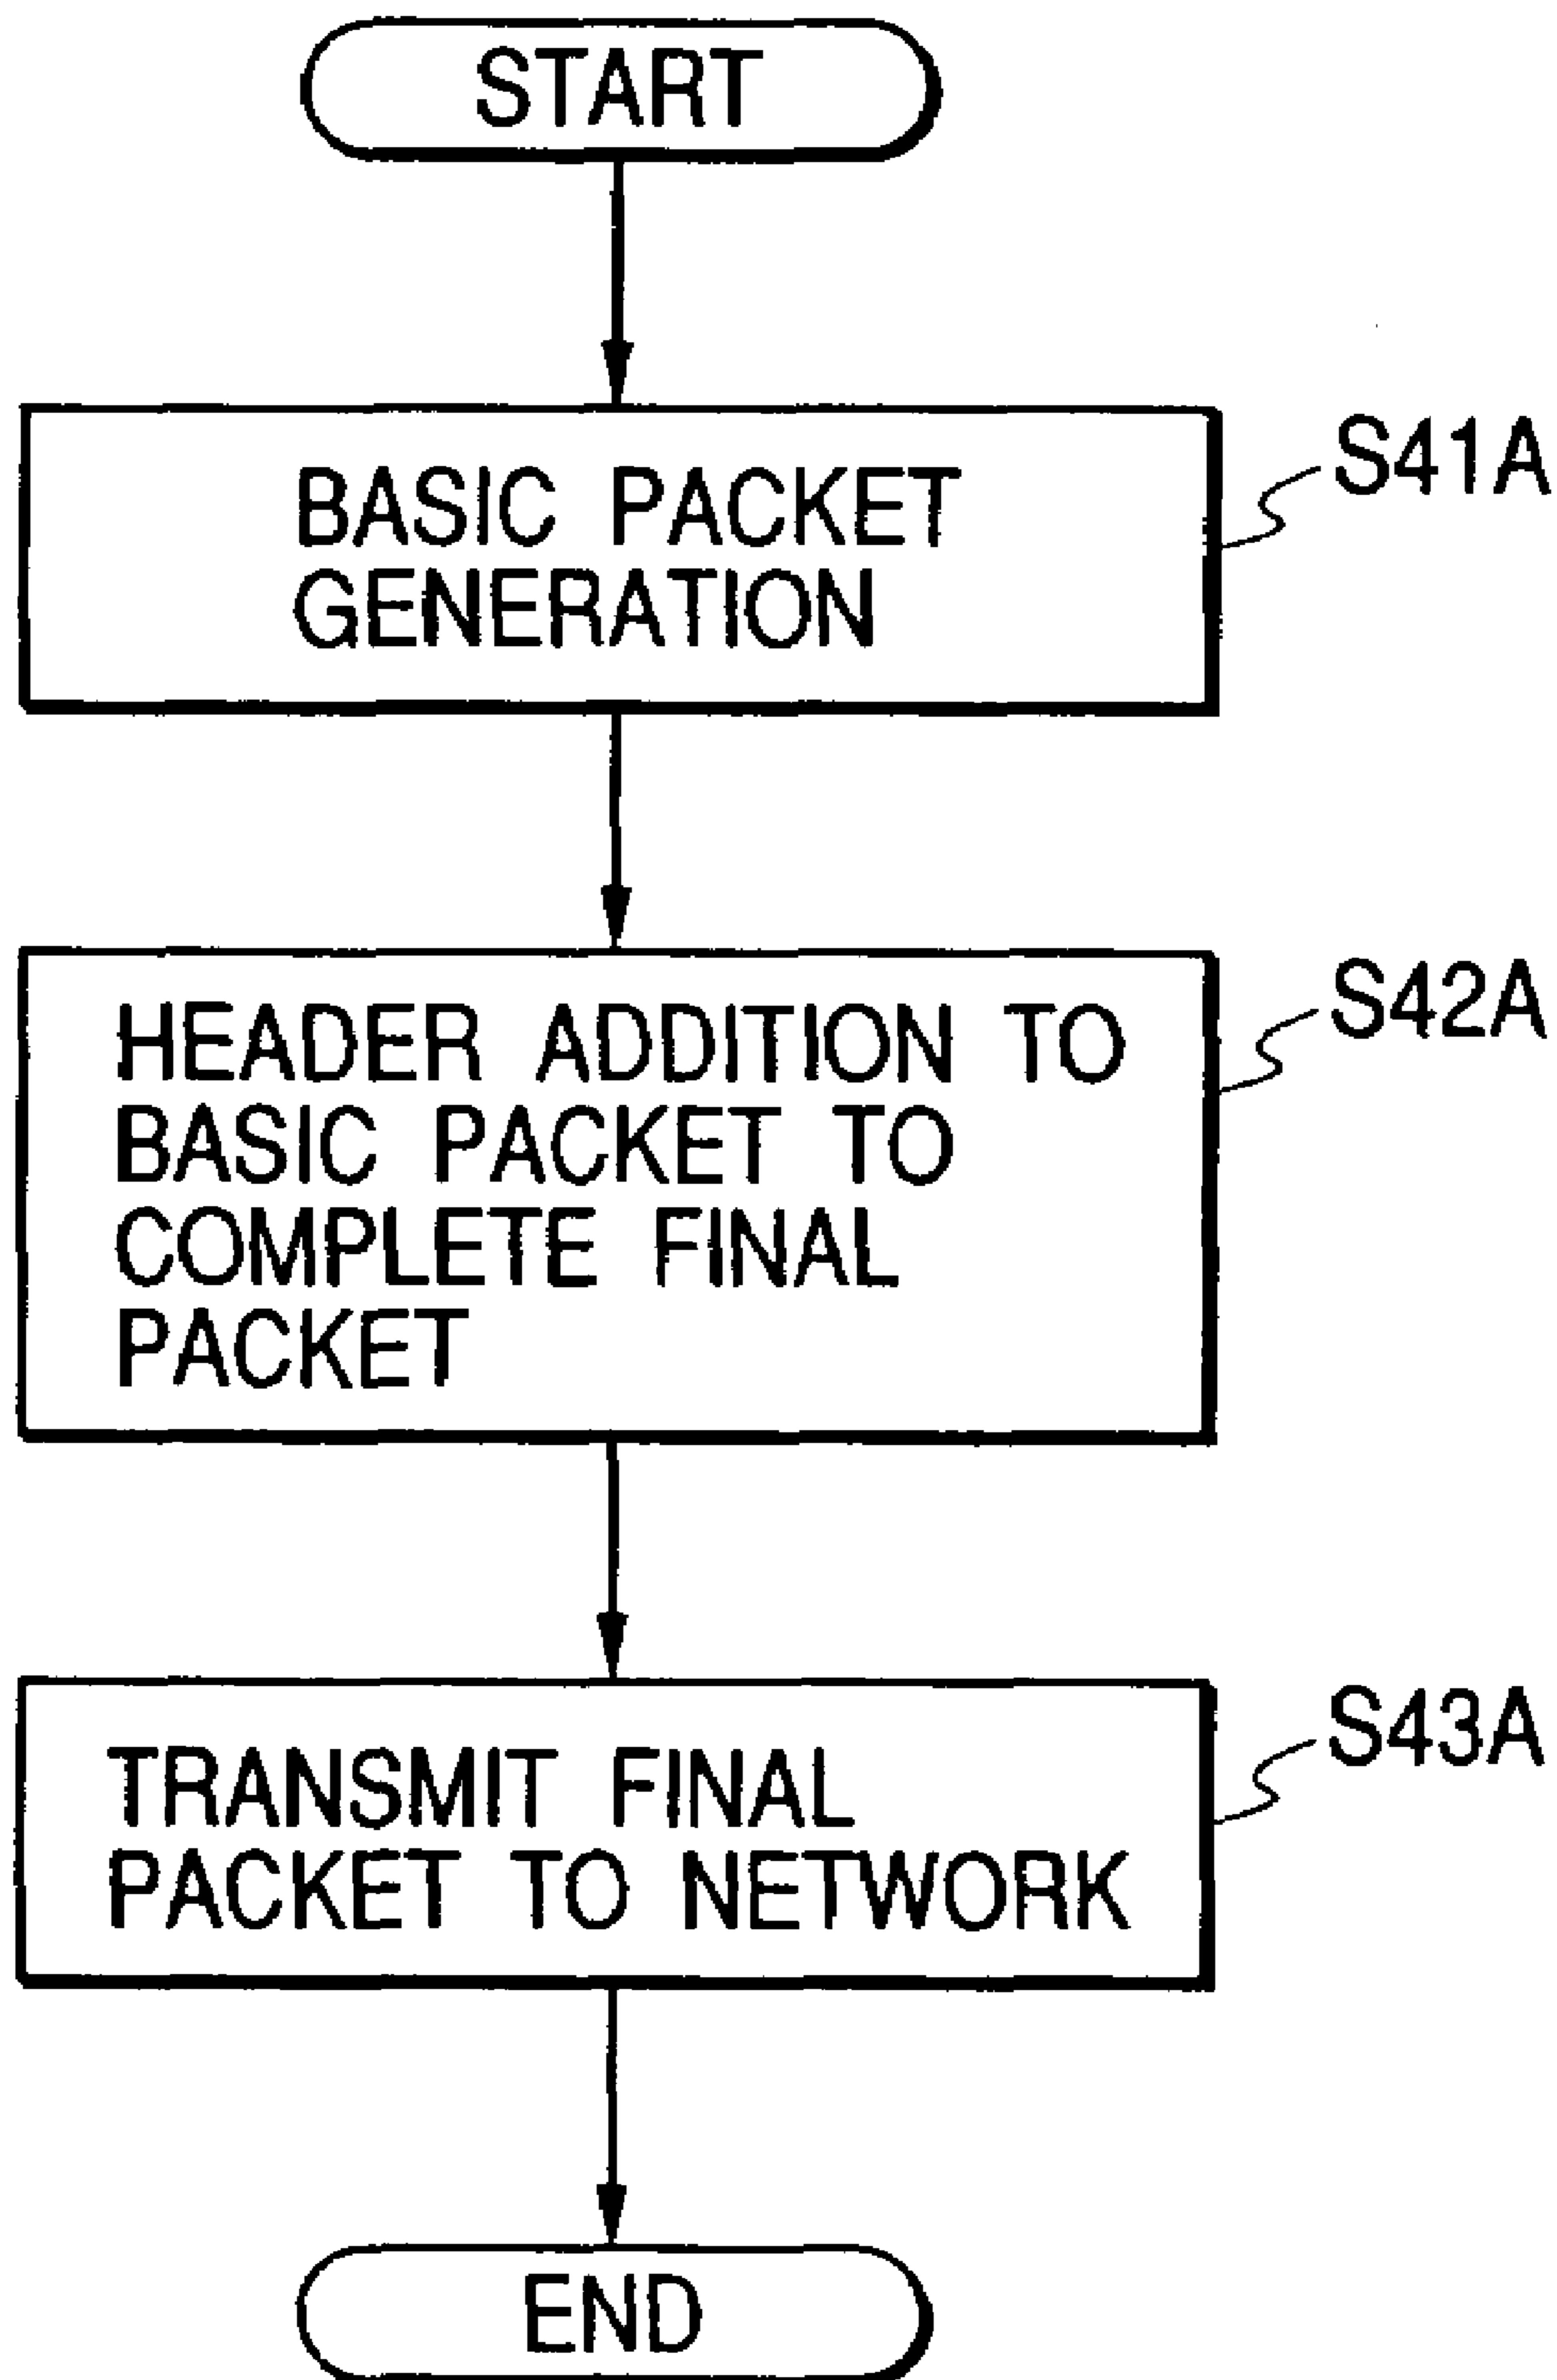 START
BASIC PACKET
GENERATION
S41A
HEADER ADDITION TO
BASIC PACKET TO
COMPLETE FINAL
PACKET
S42A
TRANSMIT FINAL
PACKET TO NETWORK
S43A
END